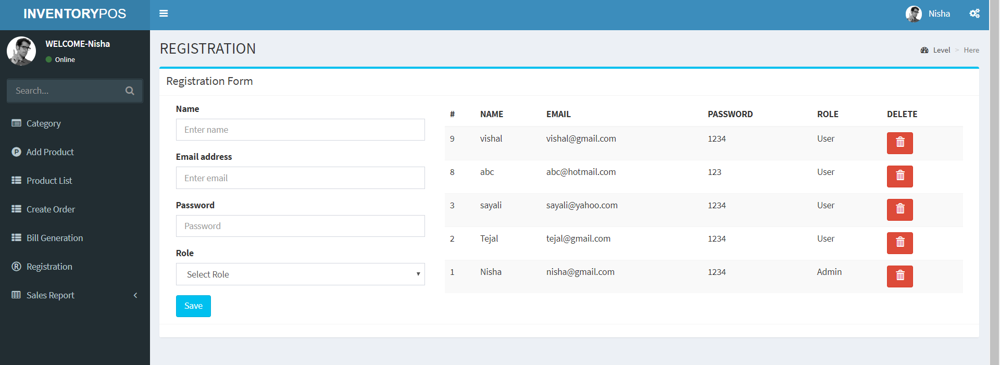 INVENTORYPOS
Nisha
WELCOME-Nisha
Online
Search...
Category
P Add Product
Product List
Create Order
Bill Generation
® Registration
Sales Report
REGISTRATION
Level > Here
Registration Form
Name
Enter name
Email address
Enter email
Password
Password
Role
Select Role
Save
# NAME EMAIL PASSWORD ROLE DELETE
9 vishal vishal@gmail.com 1234 User
8 abc abc@hotmail.com 123 User
3 sayali sayali@yahoo.com 1234 User
2 Tejal tejal@gmail.com 1234 User
1 Nisha nisha@gmail.com 1234 Admin